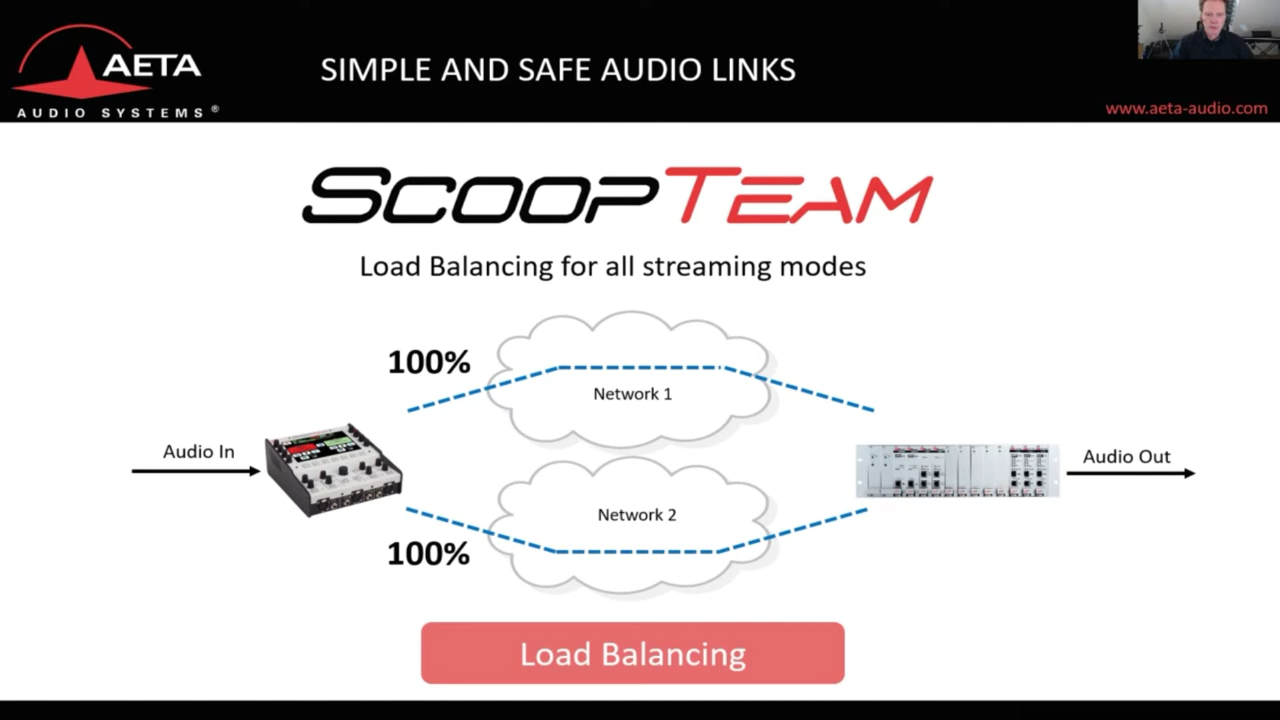 AETA
AUDIO SYSTEMS®
SIMPLE AND SAFE AUDIO LINKS
www.aeta-audio.com
SCOOPTEAM
Load Balancing for all streaming modes
100%
Network 1
Audio In
Audio Out
Network 2
100%
Load Balancing